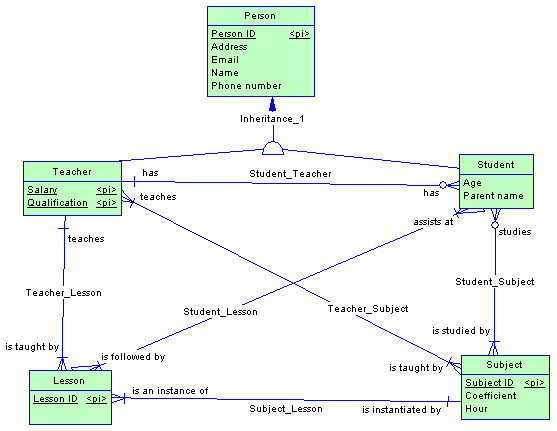 Person
Person ID <pi>
Address
Email
Name
Phone number
Inheritance_1
Teacher
Salary <pi>
Qualification <pi>
has
Student_Teacher
has
Student
Age
Parent name
teaches
assists at
studies
teaches
Teacher_Lesson
Student_Lesson
Teacher_Subject
Student_Subject
is studied by
is taught by
is followed by
is taught by
Lesson
Lesson ID <pi>
is an instance of
Subject_Lesson
is instantiated by
Subject
Subject ID <pi>
Coefficient
Hour